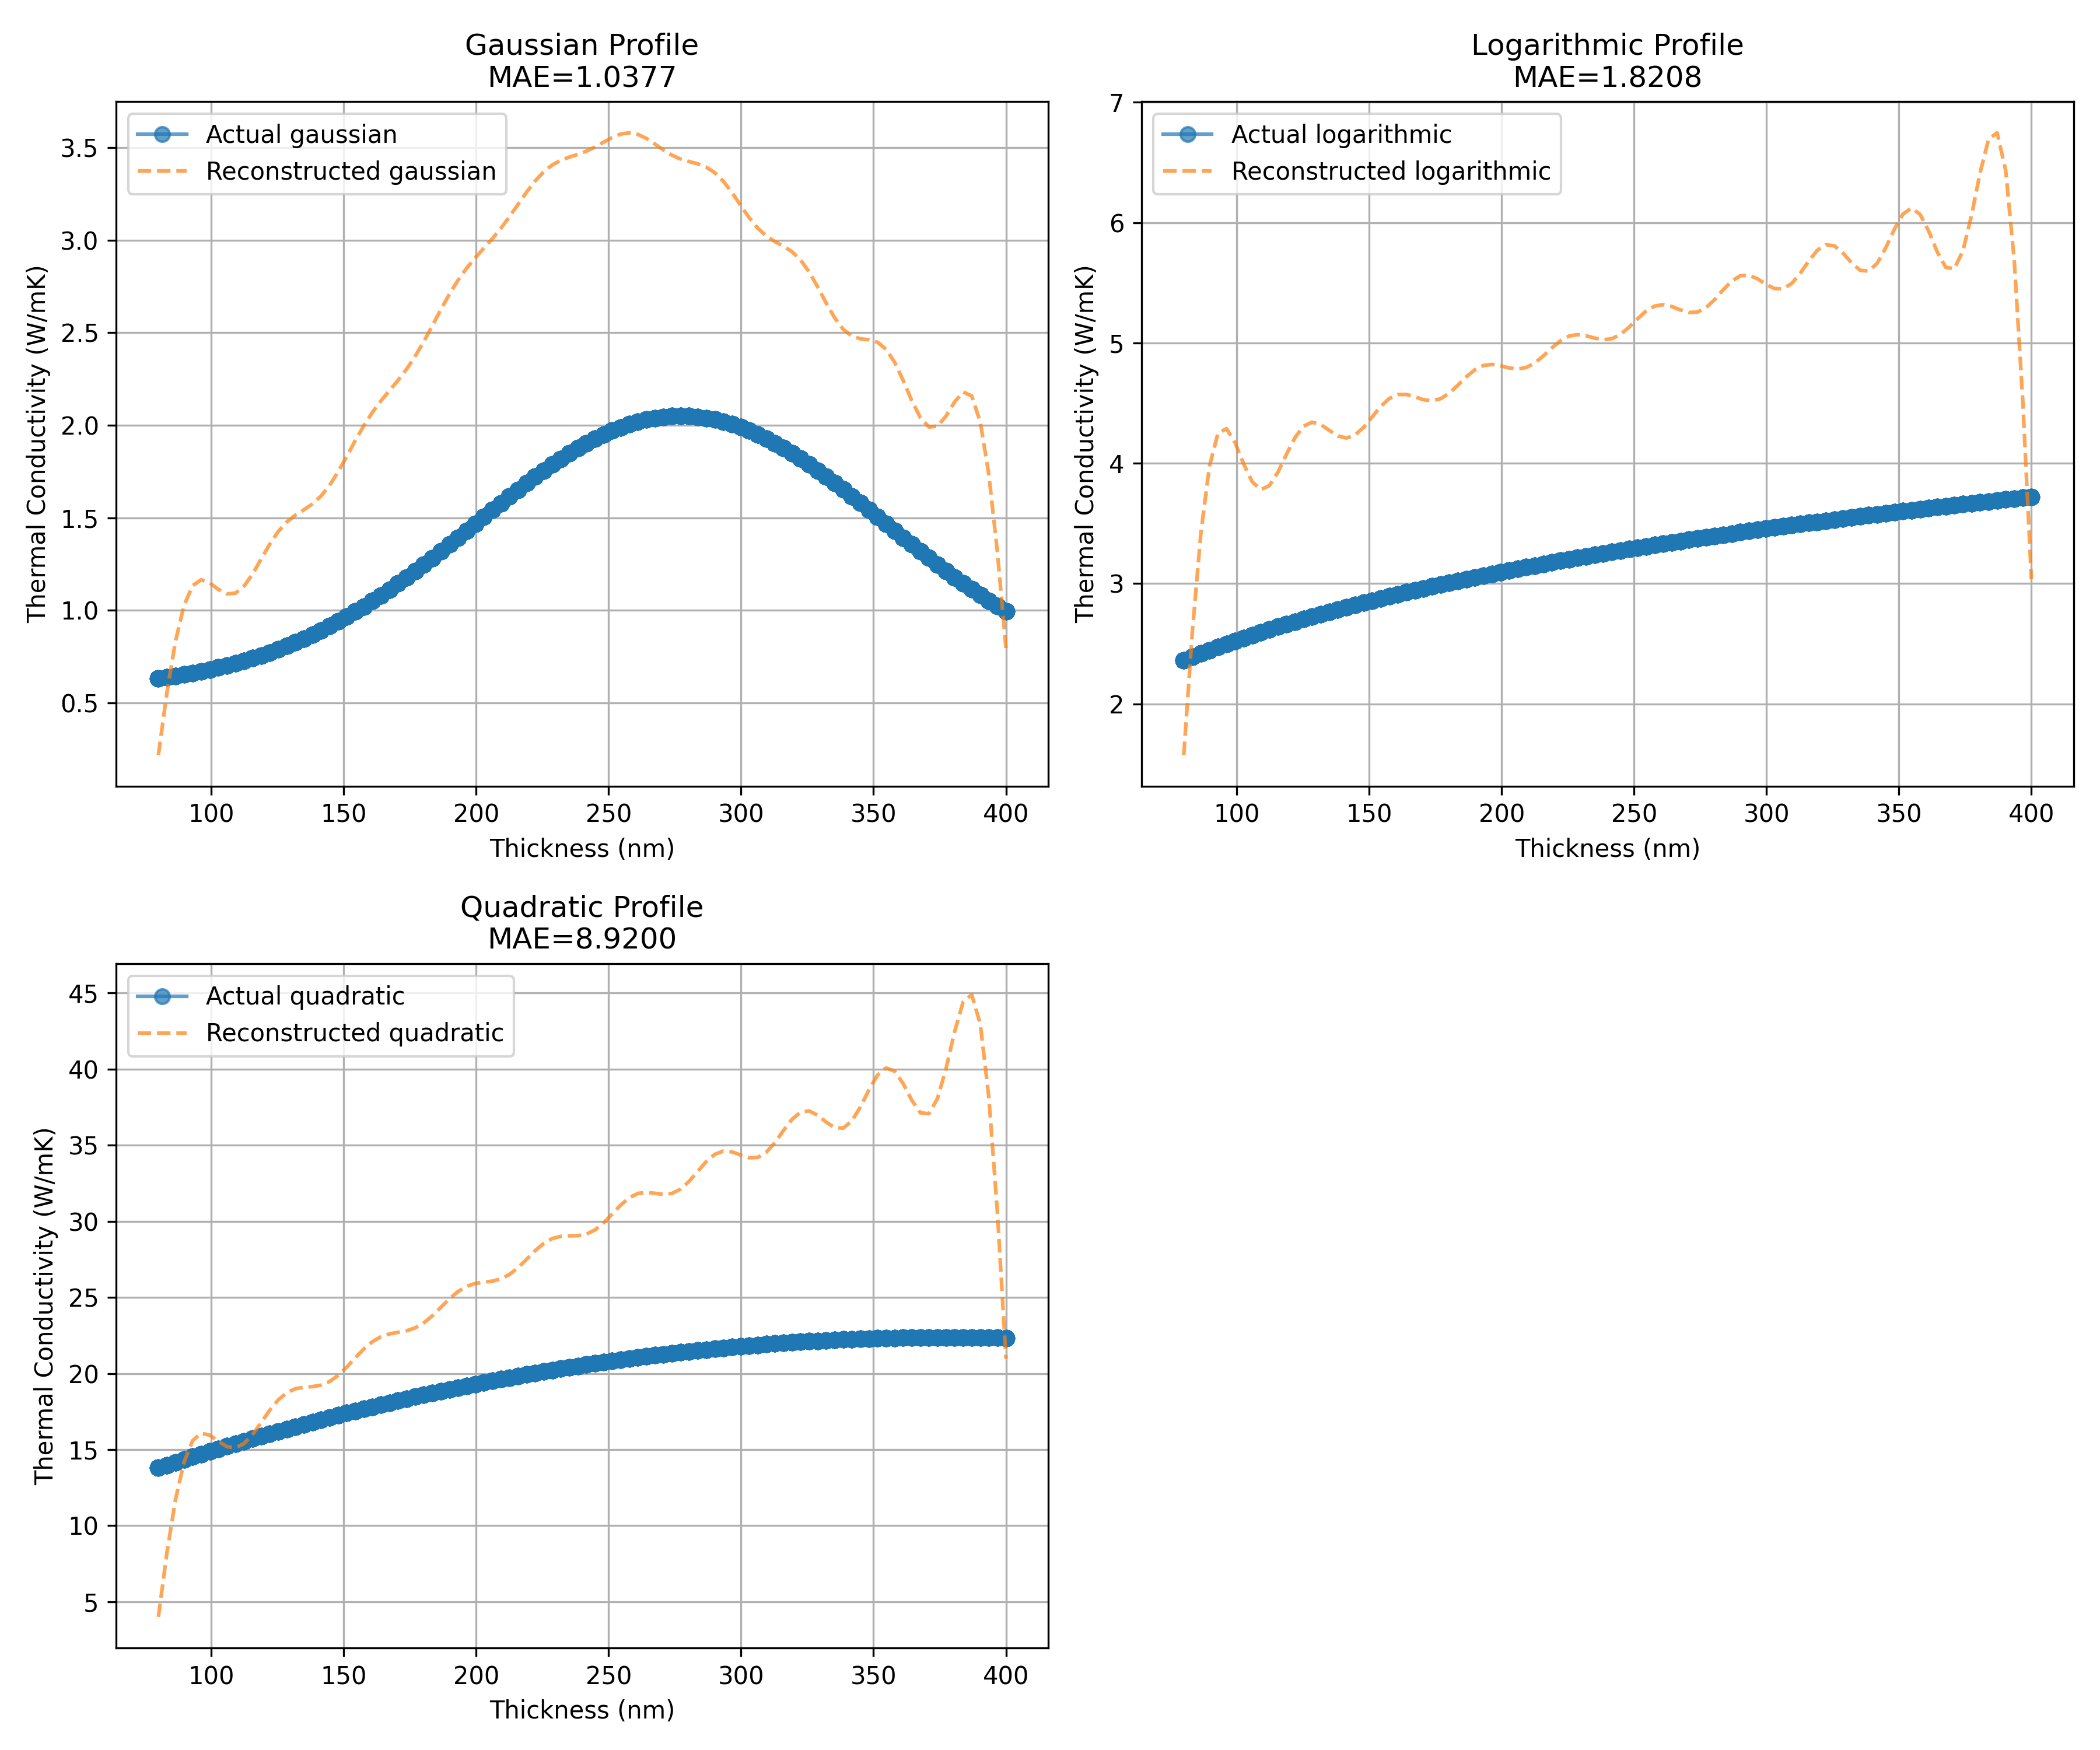 Gaussian Profile
MAE=1.0377
Thermal Conductivity (W/mK)
3.5
3.0
2.5
2.0
1.5
1.0
0.5
Actual gaussian
Reconstructed gaussian
100 150 200 250 300 350 400
Thickness (nm)
Logarithmic Profile
MAE=1.8208
Thermal Conductivity (W/mK)
7
6
5
4
3
2
Actual logarithmic
Reconstructed logarithmic
100 150 200 250 300 350 400
Thickness (nm)
Quadratic Profile
MAE=8.9200
Thermal Conductivity (W/mK)
45
40
35
30
25
20
15
10
5
Actual quadratic
Reconstructed quadratic
100 150 200 250 300 350 400
Thickness (nm)